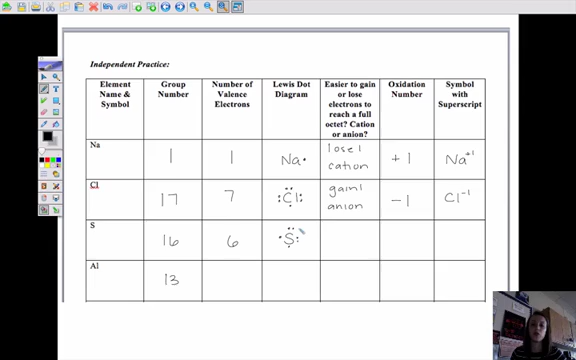 Independent Practice:
Element Name & Symbol
Group Number
Number of Valence Electrons
Lewis Dot Diagram
Easier to gain or lose electrons to reach a full octet? Cation or anion?
Oxidation Number
Symbol with Superscript
Na
1
1
Na
lose 1
cation
+1
Na+1
Cl
17
7
Cl
gain 1
anion
-1
Cl-1
S
16
6
S
Al
13